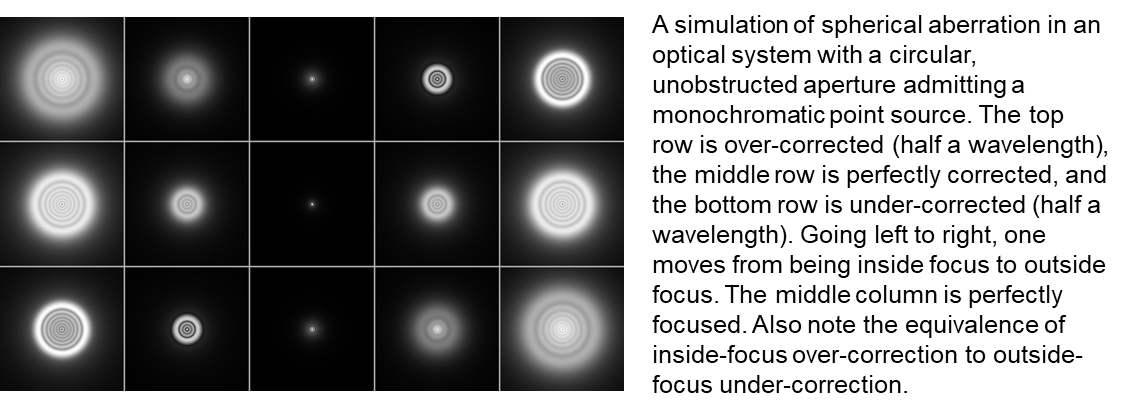 A simulation of spherical aberration in an
optical system with a circular,
unobstructed aperture admitting a
monochromatic point source. The top
row is over-corrected (half a wavelength),
the middle row is perfectly corrected, and
the bottom row is under-corrected (half a
wavelength). Going left to right, one
moves from being inside focus to outside
focus. The middle column is perfectly
focused. Also note the equivalence of
inside-focus over-correction to outside-
focus under-correction.